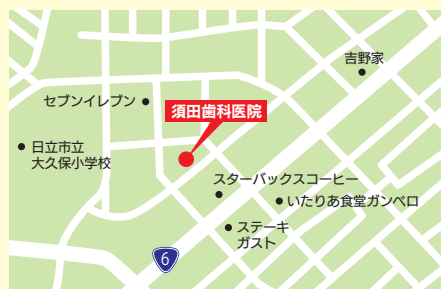 吉野家
セブンイレブン
須田歯科医院
日立市立
大久保小学校
スターバックスコーヒー
いたりあ食堂ガンベロ
ステーキ
ガスト
6